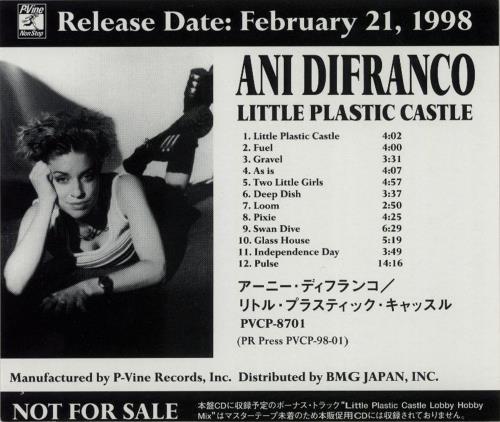 P-Vine
NonStop
Release Date: February 21, 1998
ANI DIFRANCO
LITTLE PLASTIC CASTLE
1. Little Plastic Castle 4:02
2. Fuel 4:00
3. Gravel 3:31
4. As is 4:07
5. Two Little Girls 4:57
6. Deep Dish 3:37
7. Loom 2:50
8. Pixie 4:25
9. Swan Dive 6:29
10. Glass House 5:19
11. Independence Day 3:49
12. Pulse 14:16
アーニー・ディフランコ／
リトル・プラスティック・キャッスル
PVCP-8701
(PR Press PVCP-98-01)
Manufactured by P-Vine Records, Inc. Distributed by BMG JAPAN, INC.
NOT FOR SALE
本盤CDに収録予定のボーナス・トラック“Little Plastic Castle Lobby Hobby
Mix”はマスターテープ未着のため本販促用CDには収録されておりません。